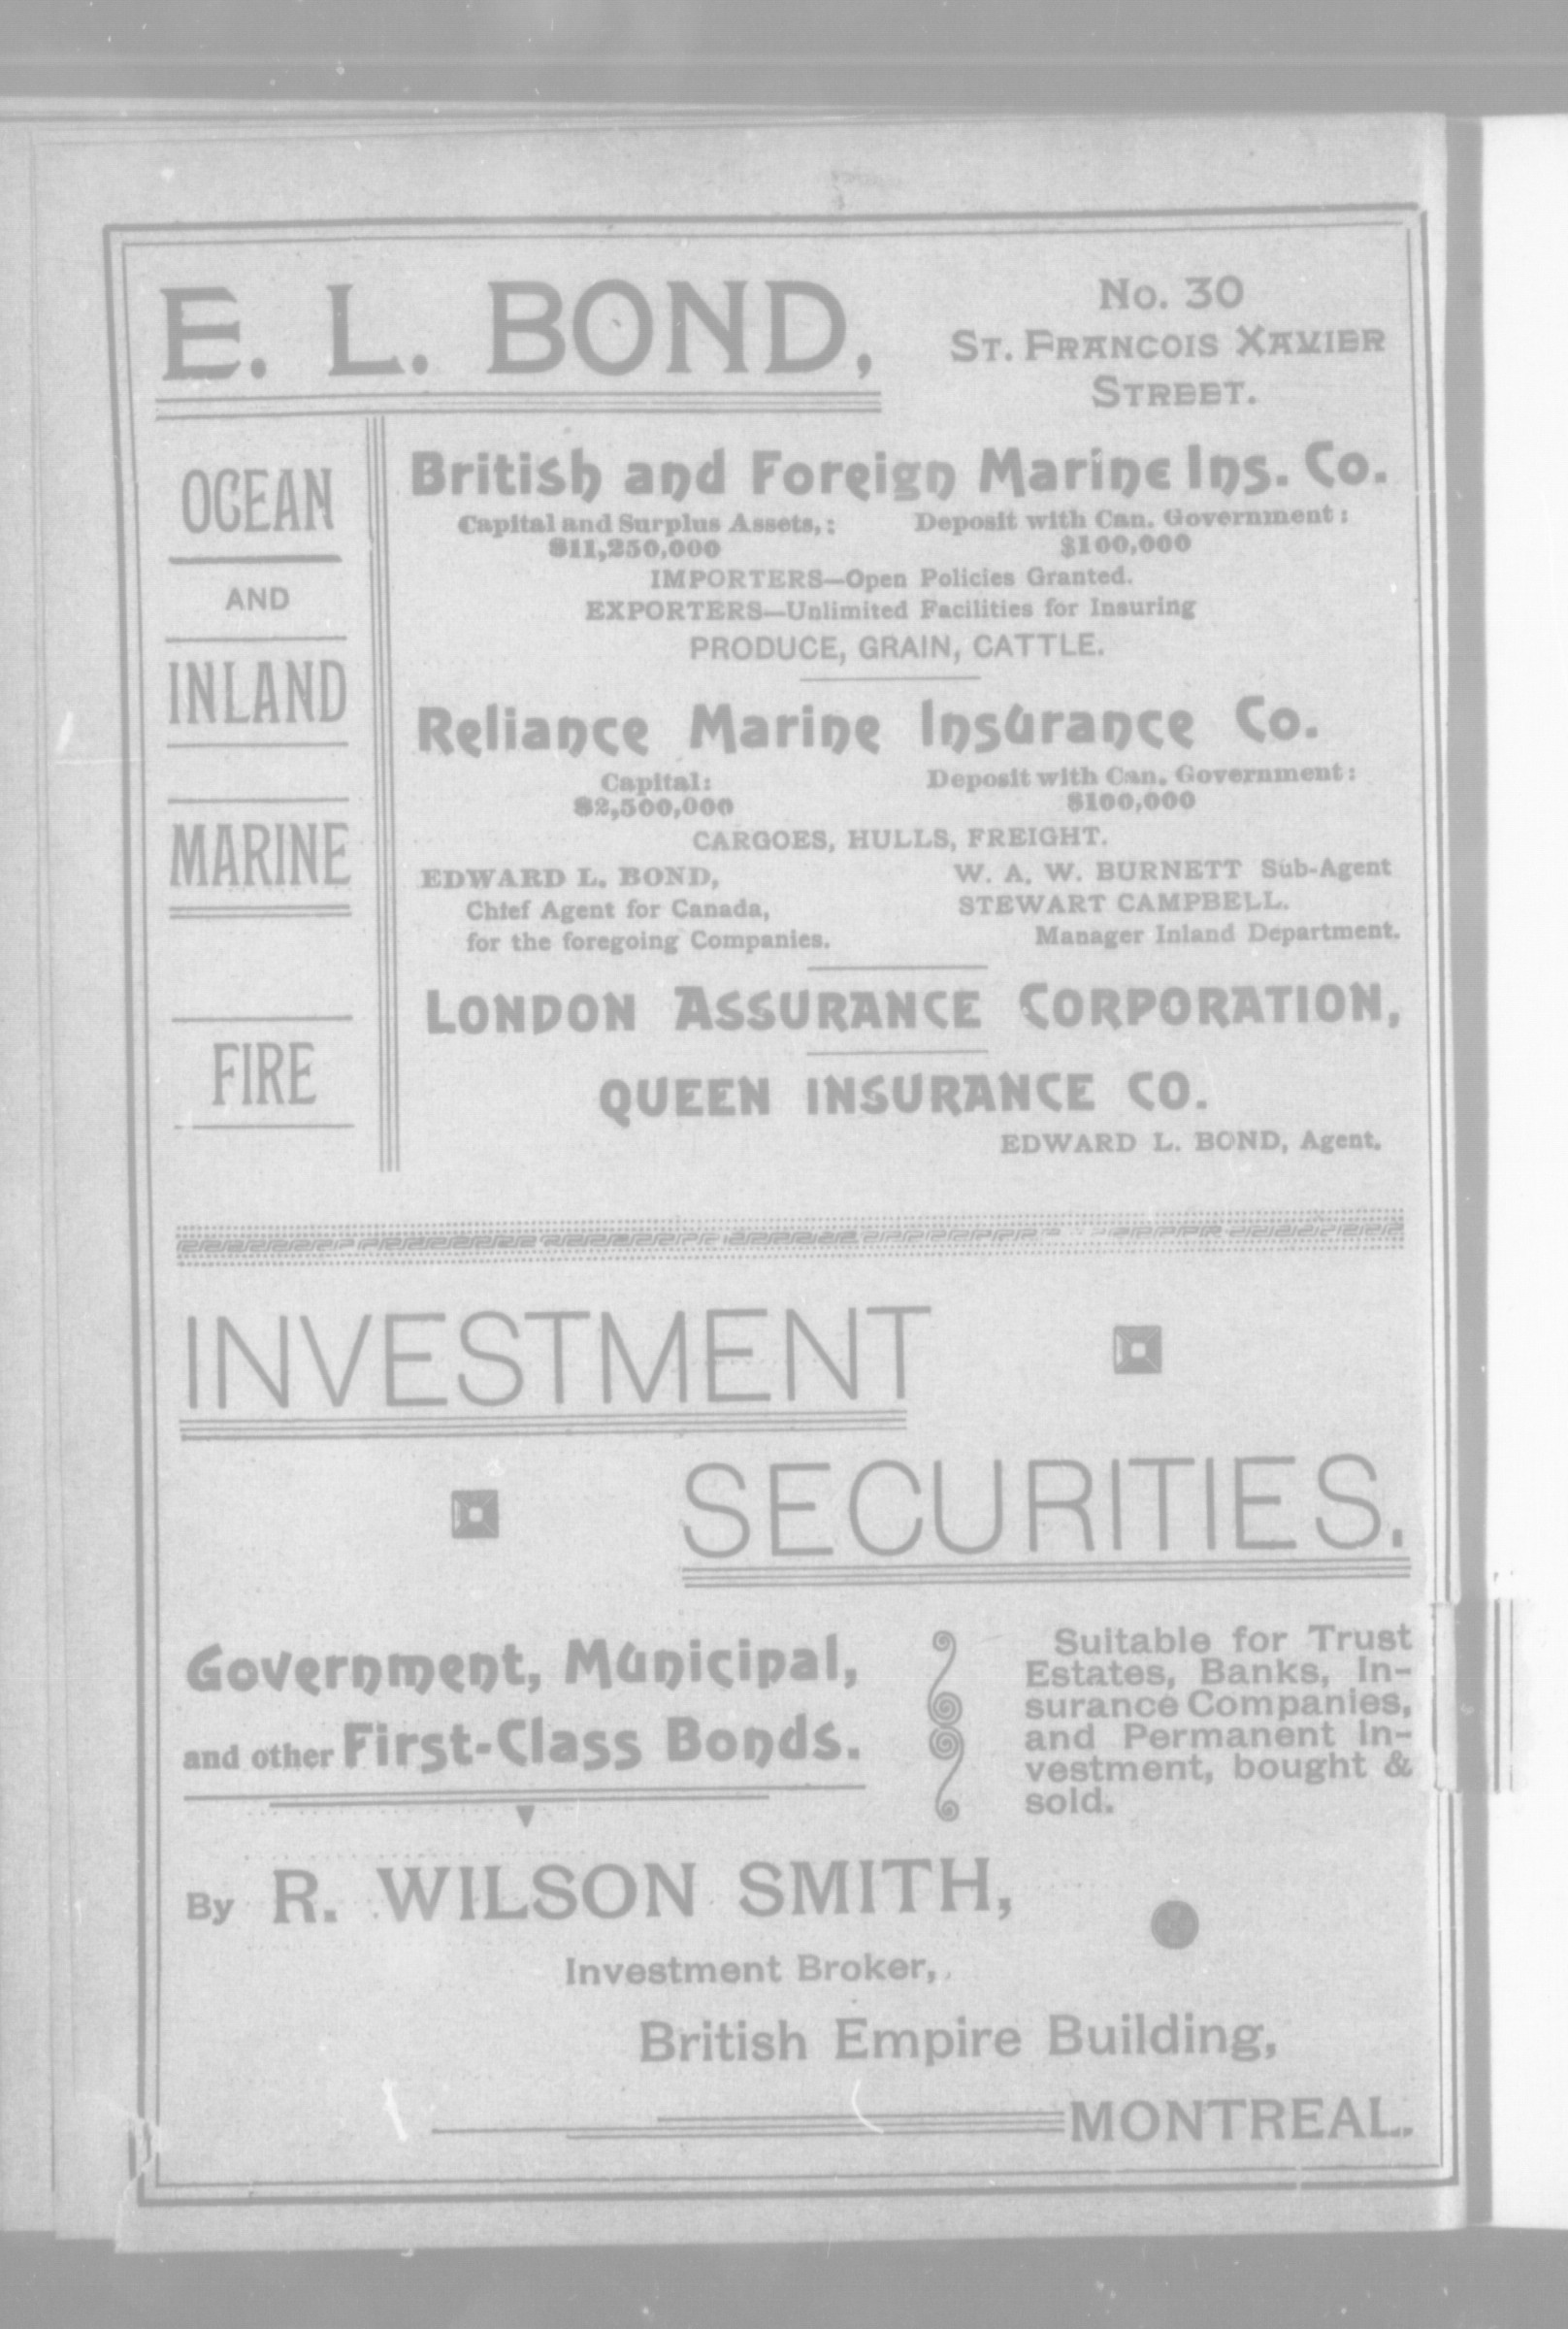 E. L. BOND,
No. 30
ST. FRANCOIS XAVIER
STREET.
OCEAN
AND
INLAND
MARINE
FIRE
British and Foreign Marine Ins. Co.
Capital and Surplus Assets,: Deposit with Can. Government:
$11,250,000 $100,000
IMPORTERS—Open Policies Granted.
EXPORTERS—Unlimited Facilities for Insuring
PRODUCE, GRAIN, CATTLE.
Reliance Marine Insurance Co.
Capital: Deposit with Can. Government:
$2,500,000 $100,000
CARGOES, HULLS, FREIGHT.
EDWARD L. BOND, W. A. W. BURNETT Sub-Agent
Chief Agent for Canada, STEWART CAMPBELL.
for the foregoing Companies. Manager Inland Department.
LONDON ASSURANCE CORPORATION,
QUEEN INSURANCE CO.
EDWARD L. BOND, Agent.
INVESTMENT
SECURITIES.
Government, Municipal,
and other First-Class Bonds.
Suitable for Trust
Estates, Banks, In-
surance Companies,
and Permanent In-
vestment, bought &
sold.
By R. WILSON SMITH,
Investment Broker,
British Empire Building,
MONTREAL.